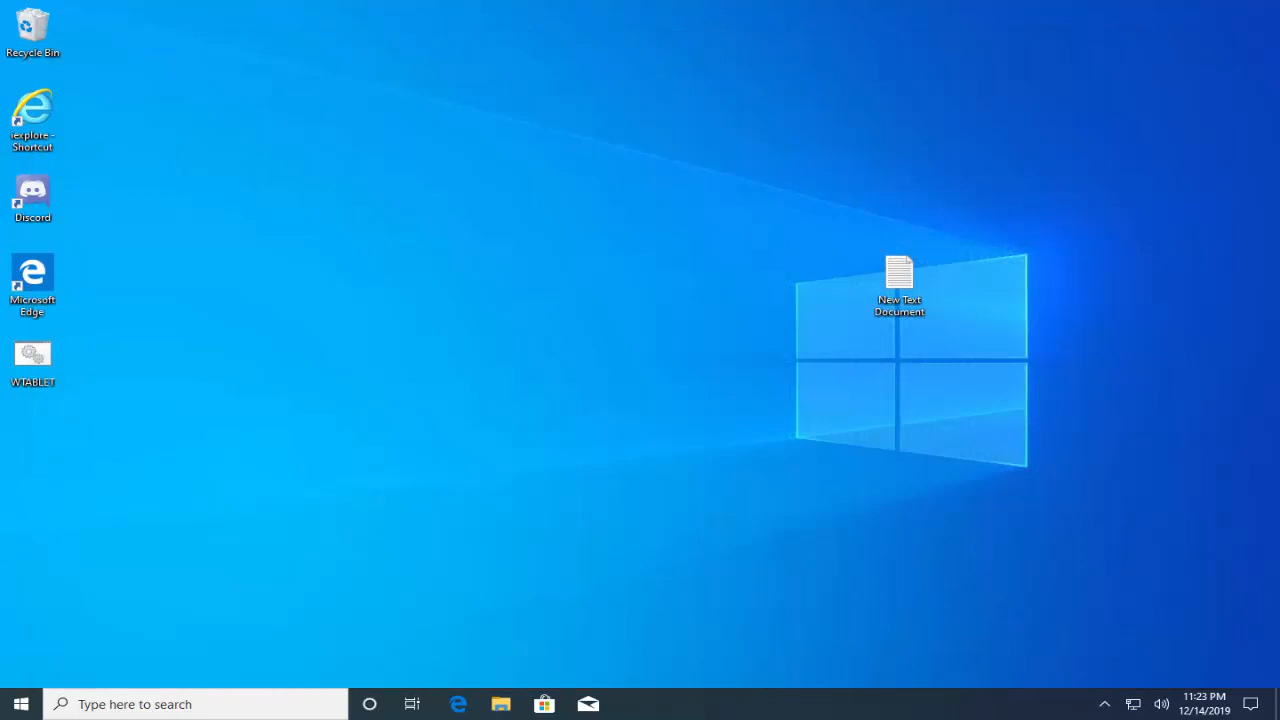 Recycle Bin
iexplore -
Shortcut
Discord
Microsoft
Edge
WTABLET
New Text
Document
Type here to search
11:23 PM
12/14/2019